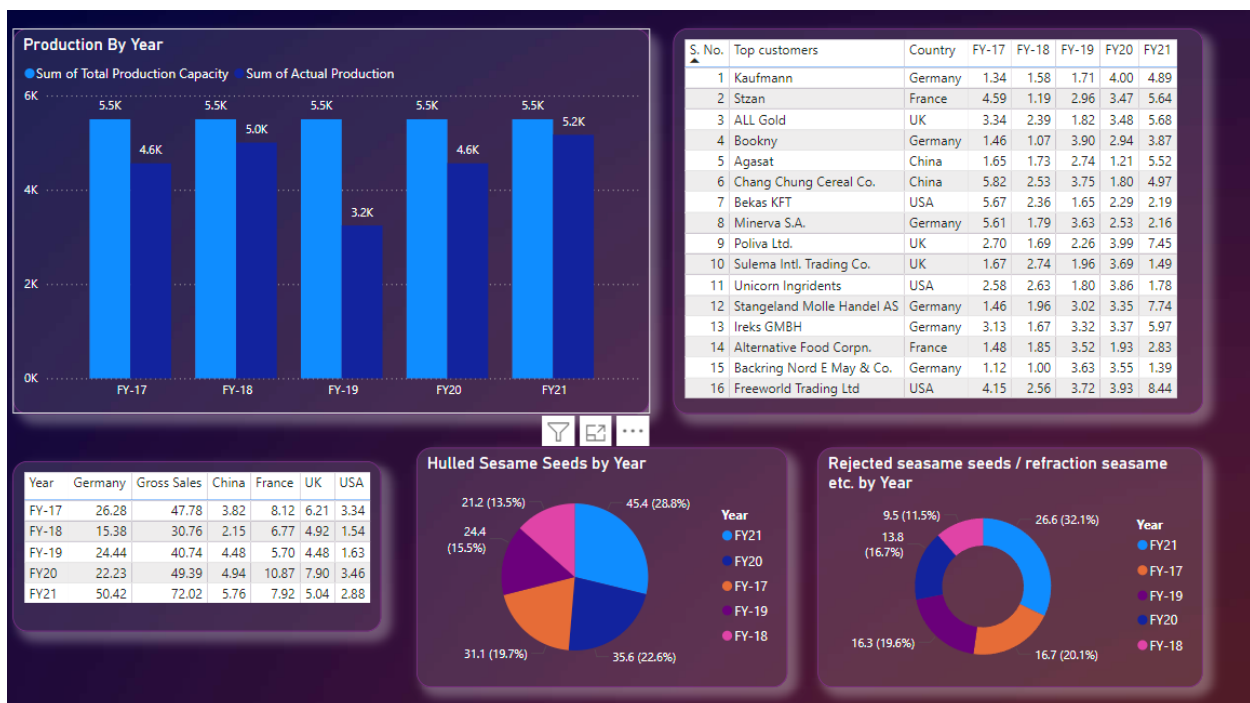 Production By Year
Sum of Total Production Capacity Sum of Actual Production
6K
5.5K 5.5K 5.5K 5.5K 5.5K
4.6K 5.0K 3.2K 4.6K 5.2K
4K
2K
0K
FY-17 FY-18 FY-19 FY20 FY21
S. No. Top customers Country FY-17 FY-18 FY-19 FY20 FY21
1 Kaufmann Germany 1.34 1.58 1.71 4.00 4.89
2 Stzan France 4.59 1.19 2.96 3.47 5.64
3 ALL Gold UK 3.34 2.39 1.82 3.48 5.68
4 Bookny Germany 1.46 1.07 3.90 2.94 3.87
5 Agasat China 1.65 1.73 2.74 1.21 5.52
6 Chang Chung Cereal Co. China 5.82 2.53 3.75 1.80 4.97
7 Bekas KFT USA 5.67 2.36 1.65 2.29 2.19
8 Minerva S.A. Germany 5.61 1.79 3.63 2.53 2.16
9 Poliva Ltd. UK 2.70 1.69 2.26 3.99 7.45
10 Sulema Intl. Trading Co. UK 1.67 2.74 1.96 3.69 1.49
11 Unicorn Ingridents USA 2.58 2.63 1.80 3.86 1.78
12 Stangeland Molle Handel AS Germany 1.46 1.96 3.02 3.35 7.74
13 Ireks GMBH Germany 3.13 1.67 3.32 3.37 5.97
14 Alternative Food Corpn. France 1.48 1.85 3.52 1.93 2.83
15 Backring Nord E May & Co. Germany 1.12 1.00 3.63 3.55 1.39
16 Freeworld Trading Ltd USA 4.15 2.56 3.72 3.93 8.44
Year Germany Gross Sales China France UK USA
FY-17 26.28 47.78 3.82 8.12 6.21 3.34
FY-18 15.38 30.76 2.15 6.77 4.92 1.54
FY-19 24.44 40.74 4.48 5.70 4.48 1.63
FY20 22.23 49.39 4.94 10.87 7.90 3.46
FY21 50.42 72.02 5.76 7.92 5.04 2.88
Hulled Sesame Seeds by Year
21.2 (13.5%)
45.4 (28.8%)
24.4
(15.5%)
31.1 (19.7%)
35.6 (22.6%)
Year
FY21
FY20
FY-17
FY-19
FY-18
Rejected seasame seeds / refraction seasame
etc. by Year
9.5 (11.5%)
26.6 (32.1%)
13.8
(16.7%)
16.3 (19.6%)
16.7 (20.1%)
Year
FY21
FY-17
FY-19
FY20
FY-18